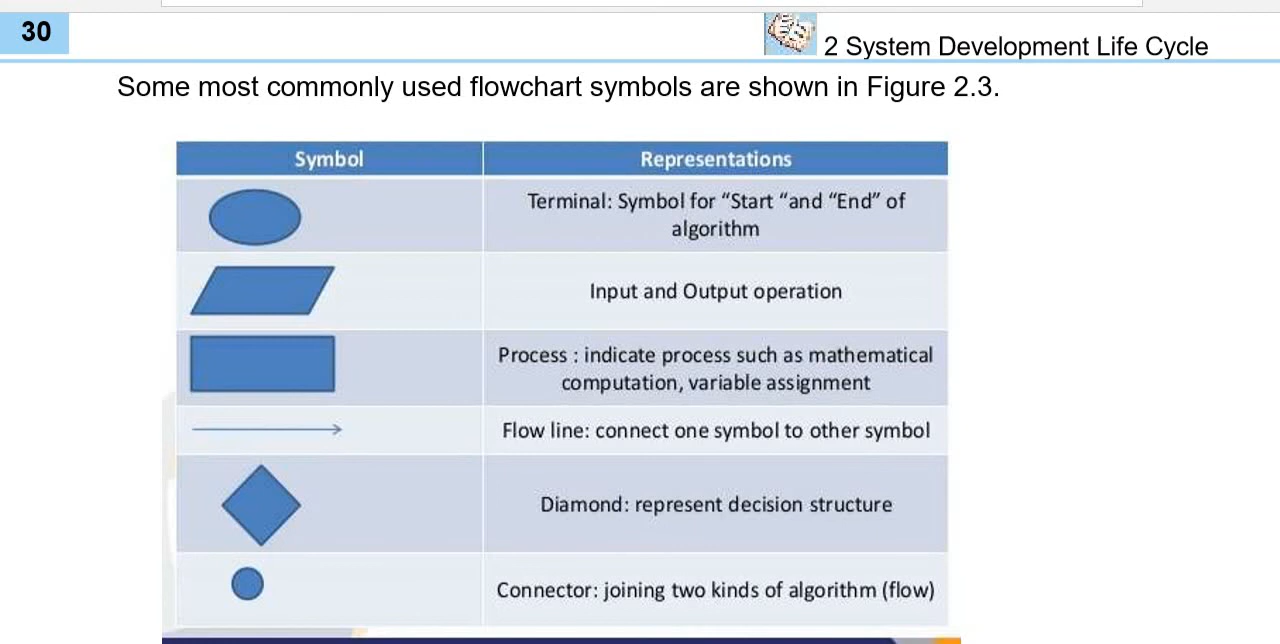 30
2 System Development Life Cycle
Some most commonly used flowchart symbols are shown in Figure 2.3.
Symbol
Representations
Terminal: Symbol for “Start “and “End” of
algorithm
Input and Output operation
Process : indicate process such as mathematical
computation, variable assignment
Flow line: connect one symbol to other symbol
Diamond: represent decision structure
Connector: joining two kinds of algorithm (flow)